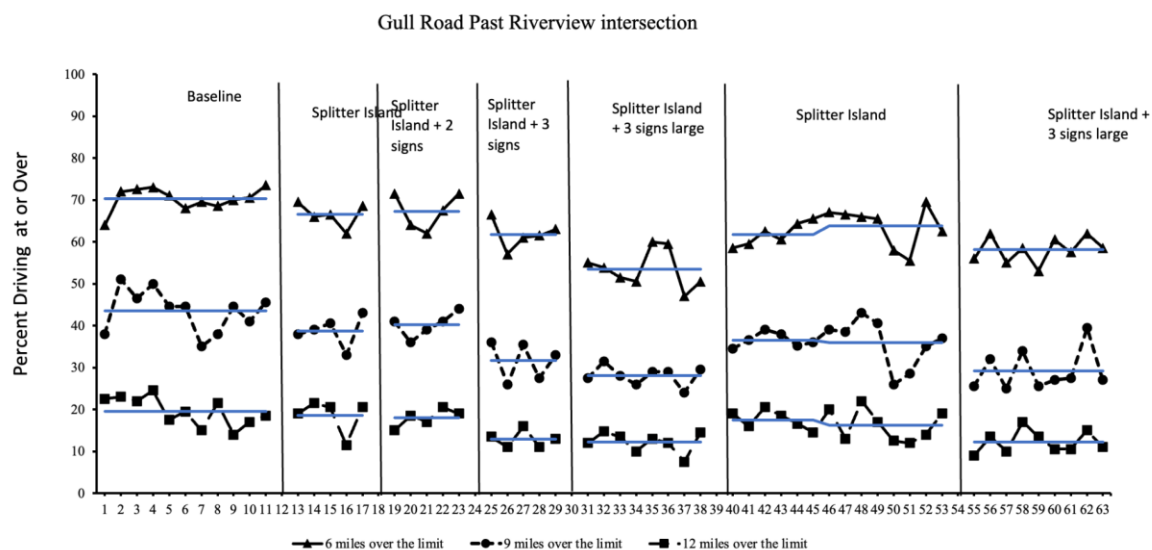 Gull Road Past Riverview intersection
Percent Driving at or Over
100
90
80
70
60
50
40
30
20
10
0
Baseline
Splitter Island
Splitter
Island + 2
signs
Splitter
Island + 3
signs
Splitter Island
+ 3 signs large
Splitter Island
Splitter Island +
3 signs large
1 2 3 4 5 6 7 8 9 10 11 12 13 14 15 16 17 18 19 20 21 22 23 24 25 26 27 28 29 30 31 32 33 34 35 36 37 38 39 40 41 42 43 44 45 46 47 48 49 50 51 52 53 54 55 56 57 58 59 60 61 62 63
6 miles over the limit 9 miles over the limit 12 miles over the limit